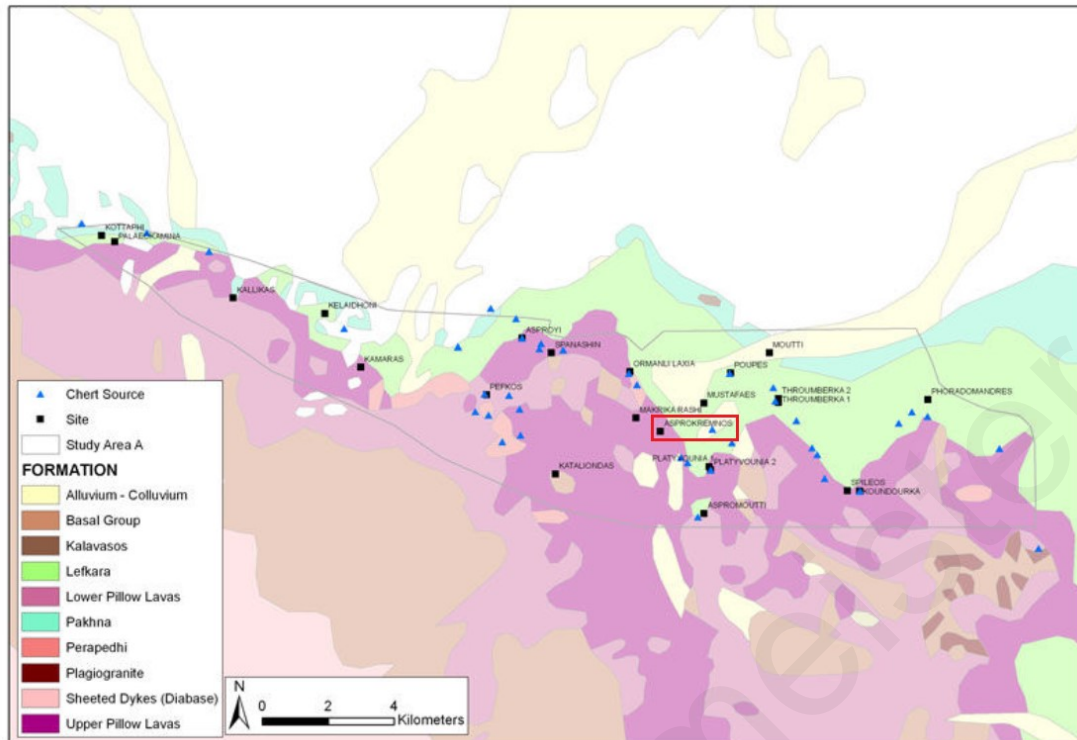 KOTTAPHI
KALLIKAS
KELAIDHONI
KAMARAS
ASPROYI
SPANASHIN
PEFKOS
ORMANLI LAXIA
POUPES
MOUTTI
MUSTAFAES
THROUMBERKA 2
THROUMBERKA 1
PHORADOMANDRES
MAKRIKA RASHI
ASPROKREMNOS
PLATYVOUNIA 1
PLATYVOUNIA 2
KATALIONDAS
SPILEOS
KOUNDOURKA
ASPROMOUTTI
Chert Source
Site
Study Area A
FORMATION
Alluvium - Colluvium
Basal Group
Kalavasos
Lefkara
Lower Pillow Lavas
Pakhna
Perapedhi
Plagiogranite
Sheeted Dykes (Diabase)
Upper Pillow Lavas
N
0 2 4
Kilometers